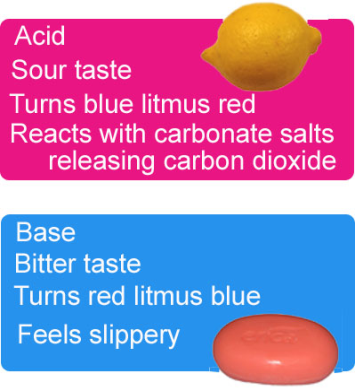 Acid
Sour taste
Turns blue litmus red
Reacts with carbonate salts
releasing carbon dioxide
Base
Bitter taste
Turns red litmus blue
Feels slippery